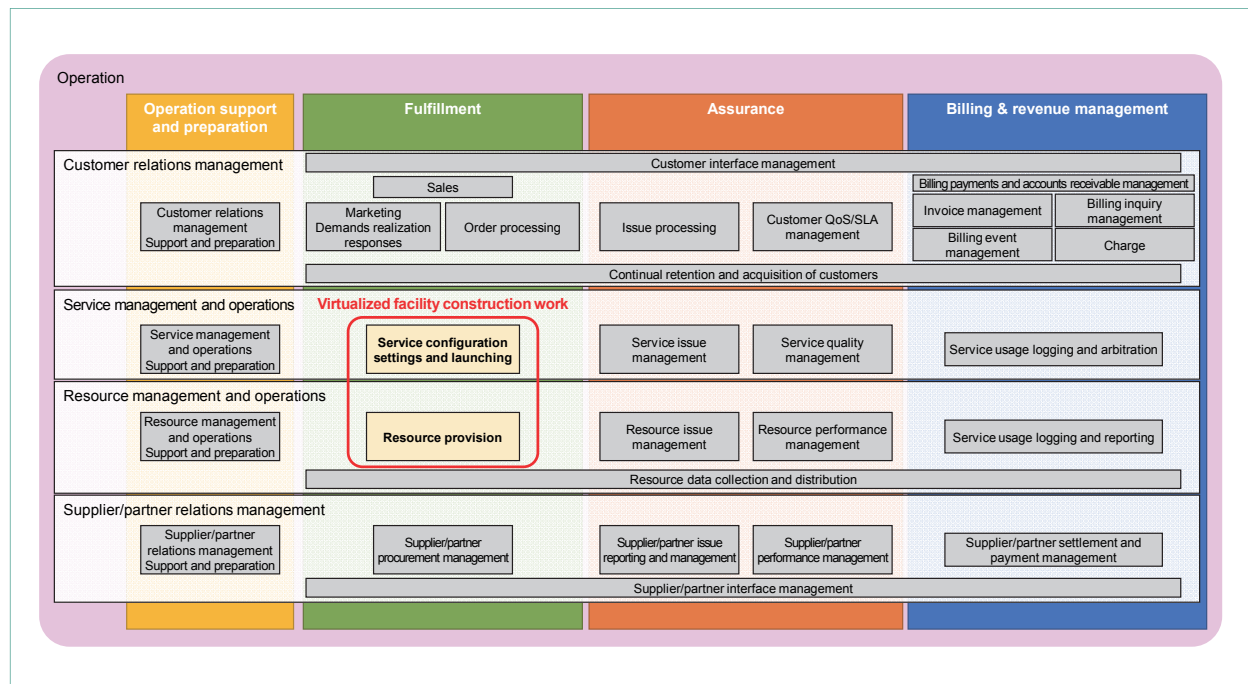 Operation
Operation support
and preparation
Fulfillment
Assurance
Billing & revenue management
Customer relations management
Customer interface management
Sales
Billing payments and accounts receivable management
Customer relations
management
Support and preparation
Marketing
Demands realization
responses
Order processing
Issue processing
Customer QoS/SLA
management
Invoice management
Billing inquiry
management
Billing event
management
Charge
Continual retention and acquisition of customers
Service management and operations
Virtualized facility construction work
Service management
and operations
Support and preparation
Service configuration
settings and launching
Service issue
management
Service quality
management
Service usage logging and arbitration
Resource management and operations
Resource management
and operations
Support and preparation
Resource provision
Resource issue
management
Resource performance
management
Service usage logging and reporting
Resource data collection and distribution
Supplier/partner relations management
Supplier/partner
relations management
Support and preparation
Supplier/partner
procurement management
Supplier/partner issue
reporting and management
Supplier/partner
performance management
Supplier/partner settlement and
payment management
Supplier/partner interface management